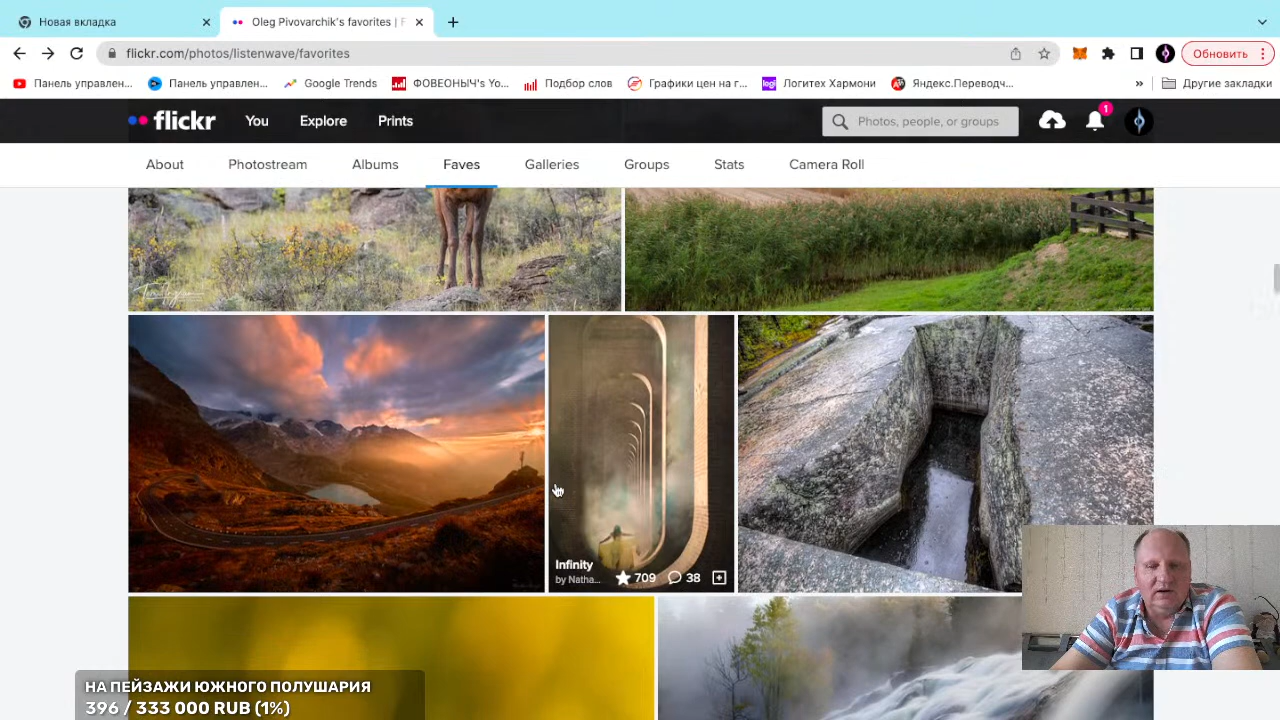 Новая вкладка
Oleg Pivovarchik's favorites | F
flickr.com/photos/listenwave/favorites
Обновить
Панель управлен...
Панель управлен...
Google Trends
ФОВЕОНЫЧ's Yo...
Подбор слов
Графики цен на г...
Логитех Хармони
Яндекс.Переводч...
»
Другие закладки
flickr
You
Explore
Prints
Photos, people, or groups
1
About
Photostream
Albums
Faves
Galleries
Groups
Stats
Camera Roll
Infinity
by Natha...
709
38
НА ПЕЙЗАЖИ ЮЖНОГО ПОЛУШАРИЯ
396 / 333 000 RUB (1%)